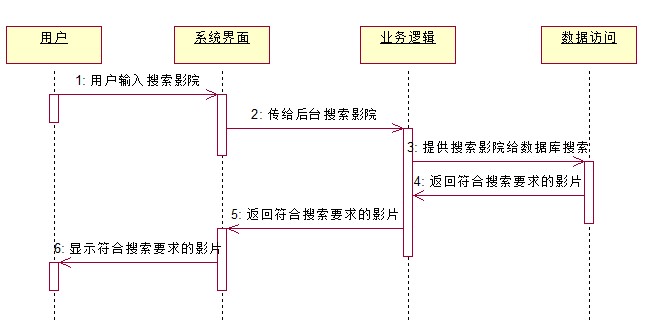 用户
系统界面
业务逻辑
数据访问
1: 用户输入搜索影院
2: 传给后台搜索影院
3: 提供搜索影院给数据库搜索
4: 返回符合搜索要求的影片
5: 返回符合搜索要求的影片
6: 显示符合搜索要求的影片